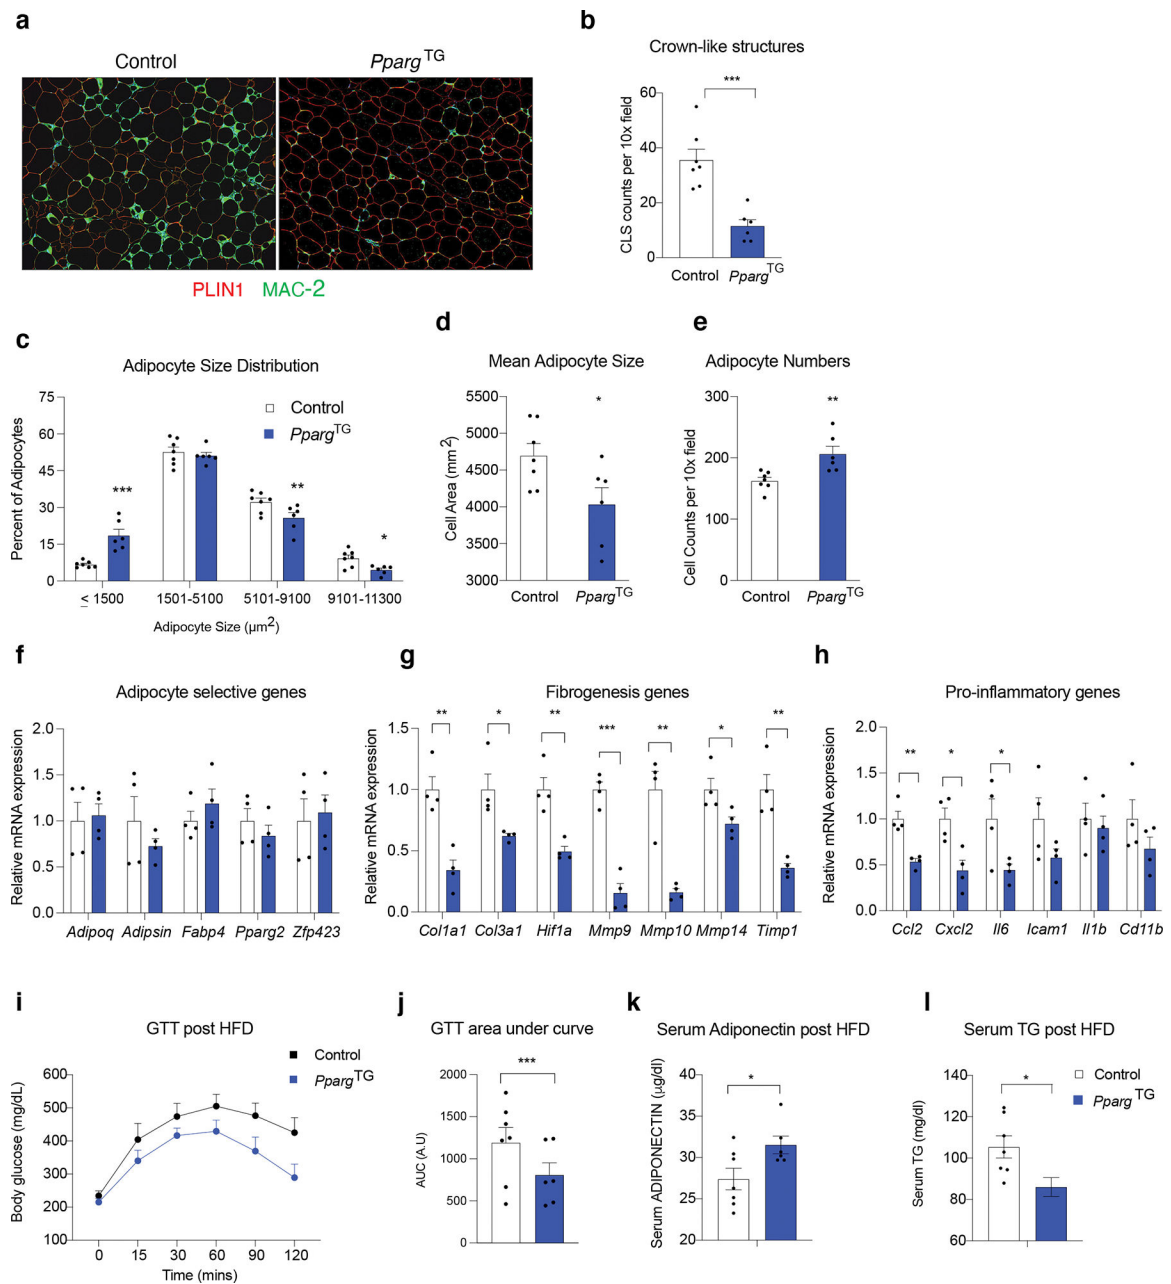 a
Control
Pparg TG
PLIN1 MAC-2
b
Crown-like structures
***
CLS counts per 10x field
60
40
20
0
Control PpargTG
c
Adipocyte Size Distribution
Percent of Adipocytes
75
60
45
30
15
0
Control
PpargTG
***
**
*
≤ 1500 1501-5100 5101-9100 9101-11300
Adipocyte Size (µm2)
d
Mean Adipocyte Size
Cell Area (mm2)
5500
5000
4500
4000
3500
3000
*
Control PpargTG
e
Adipocyte Numbers
Cell Counts per 10x field
300
200
100
0
**
Control PpargTG
f
Adipocyte selective genes
Relative mRNA expression
2.0
1.5
1.0
0.5
0.0
Adipoq Adipsin Fabp4 Pparg2 Zfp423
g
Fibrogenesis genes
Relative mRNA expression
1.5
1.0
0.5
0.0
** * ** *** ** * **
Col1a1 Col3a1 Hif1a Mmp9 Mmp10 Mmp14 Timp1
h
Pro-inflammatory genes
Relative mRNA expression
2.0
1.5
1.0
0.5
0.0
** * *
Ccl2 Cxcl2 Il6 Icam1 Il1b Cd11b
i
GTT post HFD
Control
PpargTG
Body glucose (mg/dL)
600
500
400
300
200
100
0 15 30 60 90 120
Time (mins)
j
GTT area under curve
***
AUC (A.U)
2000
1500
1000
500
0
k
Serum Adiponectin post HFD
*
Serum ADIPONECTIN (µg/dl)
40
35
30
25
20
l
Serum TG post HFD
*
Serum TG (mg/dl)
140
120
100
80
60
Control
Pparg TG